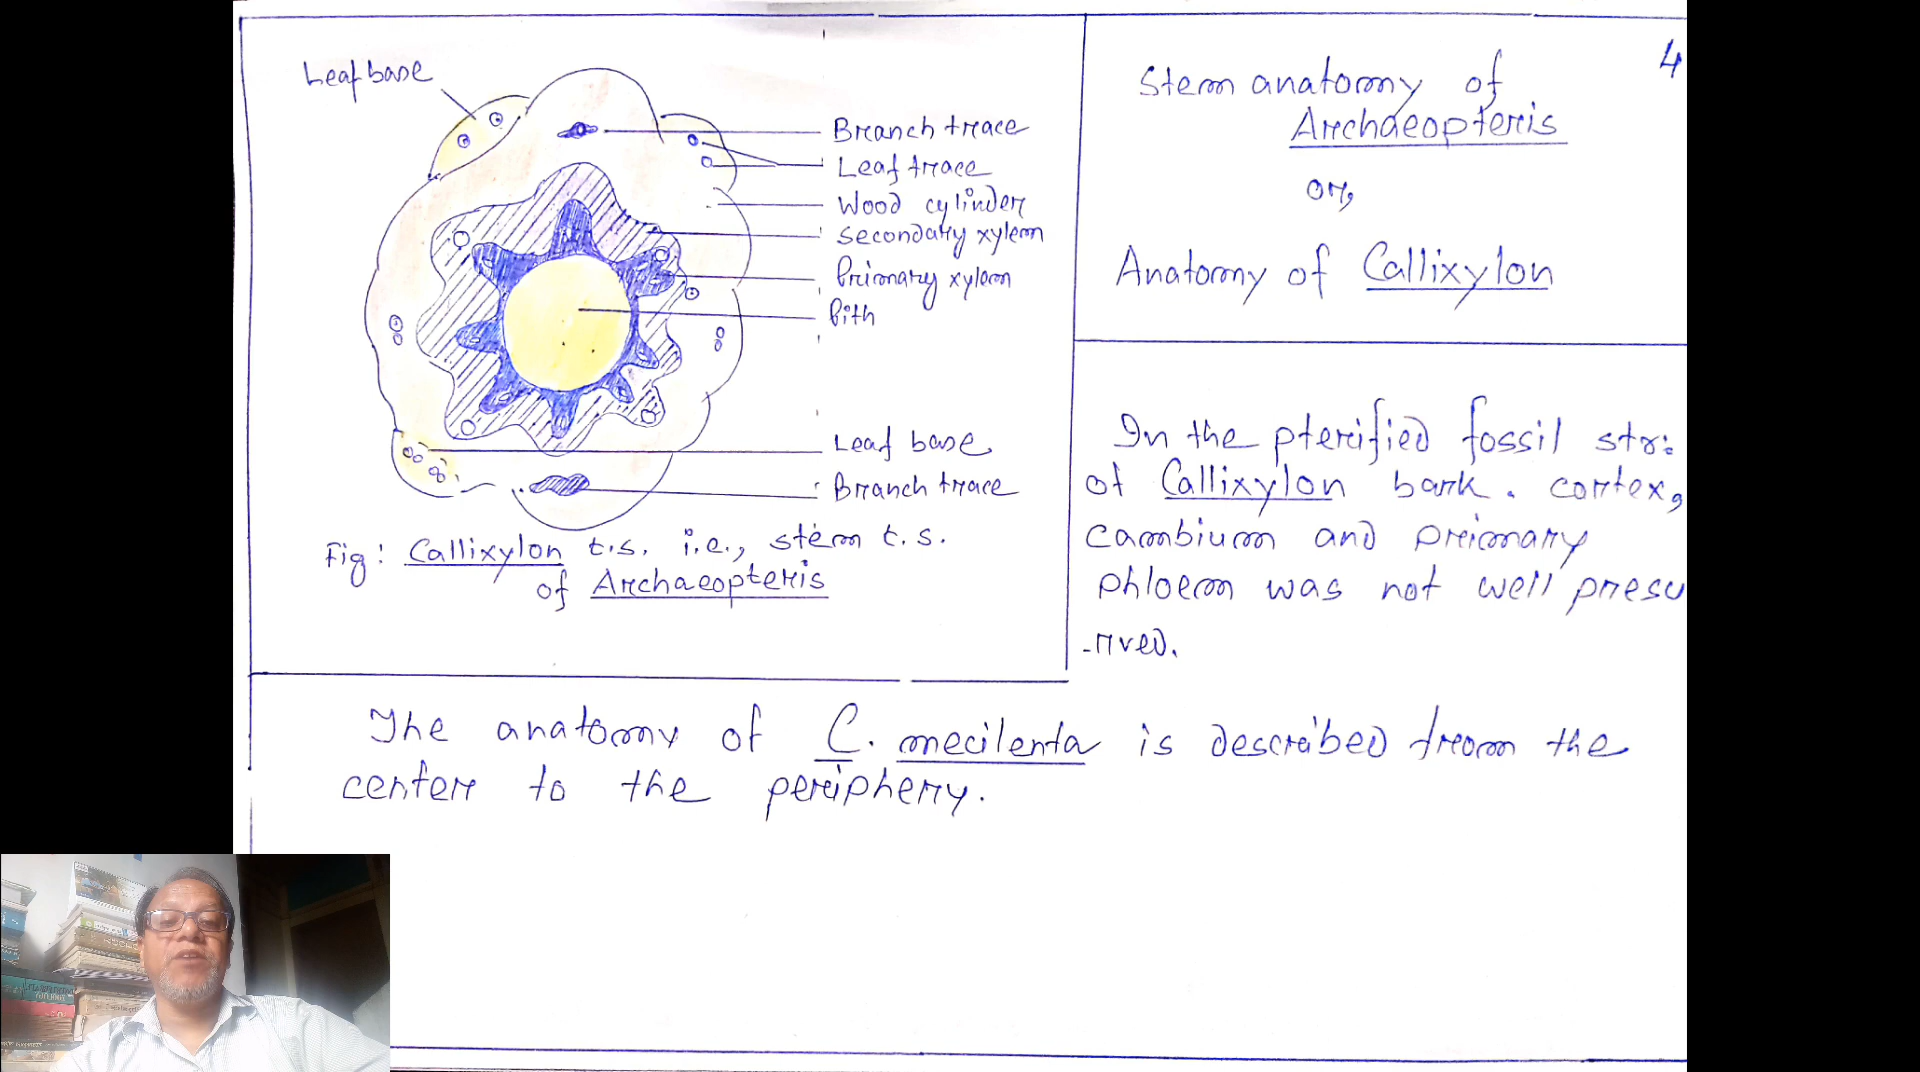 4
Leaf base
Branch trace
Leaf trace
Wood cylinder
Secondary xylem
Primary xylem
Pith
Leaf base
Branch trace
Fig: Callixylon t.s. i.e., stem t.s.
of Archaeopteris
Stem anatomy of
Archaeopteris
or,
Anatomy of Callixylon
In the pterified fossil str:
of Callixylon bark. cortex,
cambium and primary
phloem was not well prese
-rved.
The anatomy of C. mecilenta is described from the
center to the periphery.